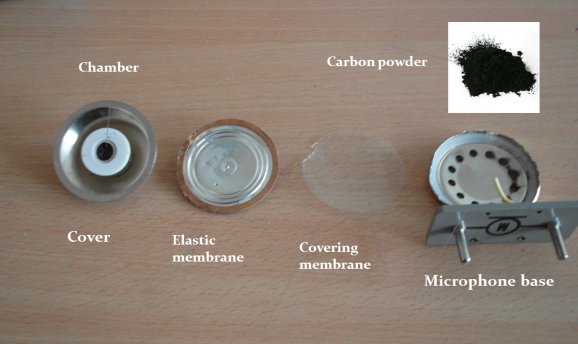 Carbon powder
Chamber
Cover
Elastic
membrane
Covering
membrane
M
Microphone base